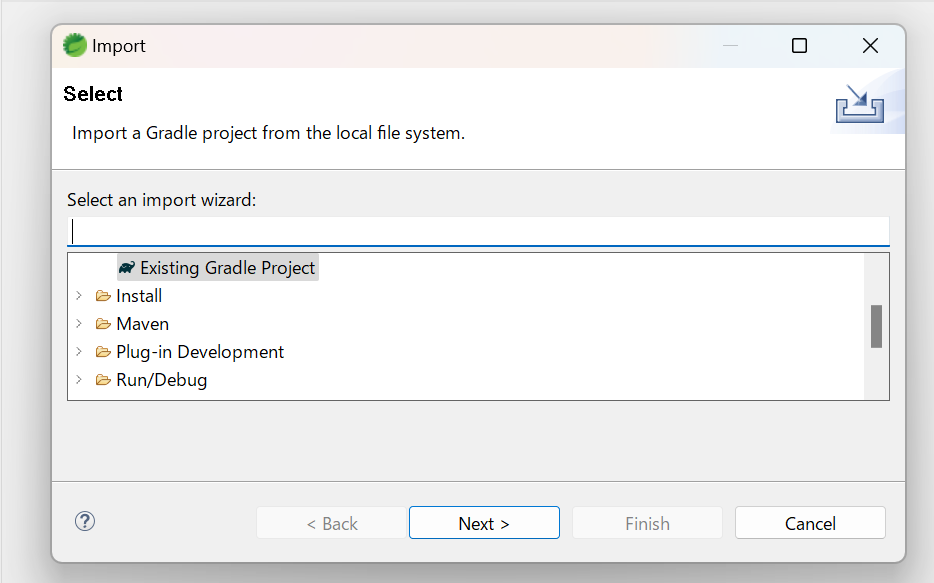 Import
Select
Import a Gradle project from the local file system.
Select an import wizard:
Existing Gradle Project
Install
Maven
Plug-in Development
Run/Debug
?
< Back
Next >
Finish
Cancel